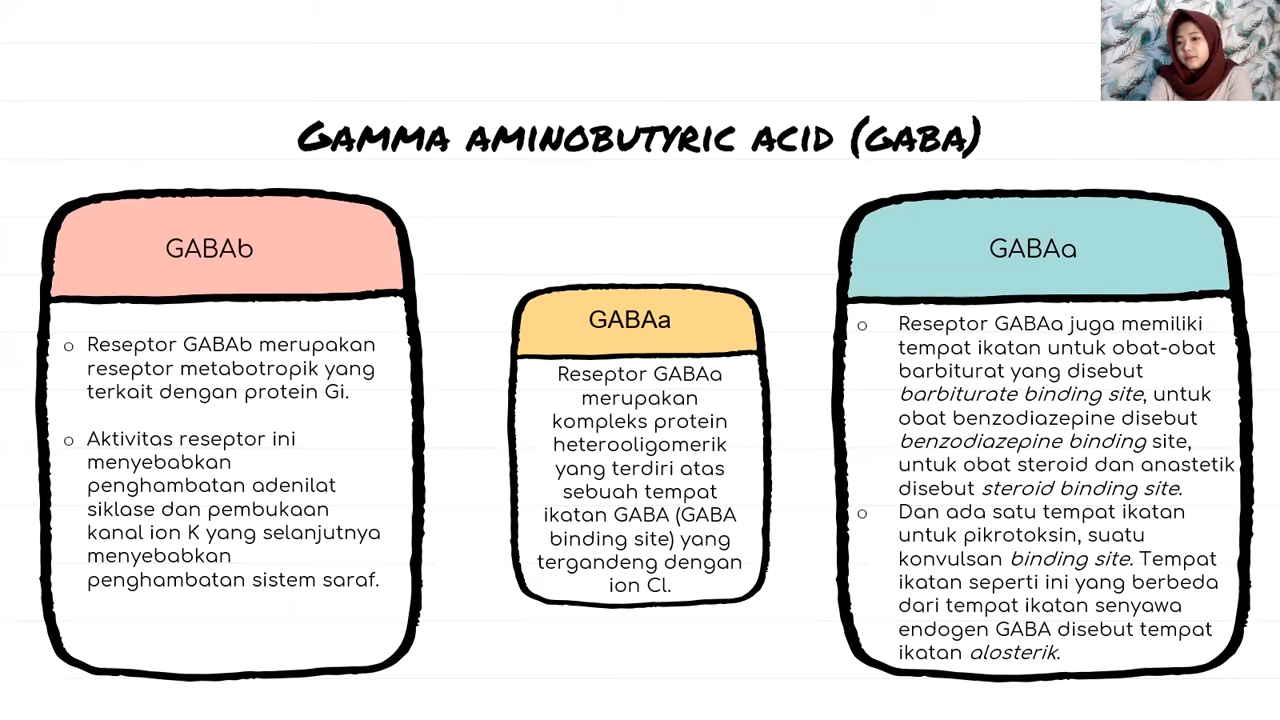 GAMMA AMINOBUTYRIC ACID (GABA)
GABAb
Reseptor GABAb merupakan
reseptor metabotropik yang
terkait dengan protein Gi.
Aktivitas reseptor ini
menyebabkan
penghambatan adenilat
siklase dan pembukaan
kanal ion K yang selanjutnya
menyebabkan
penghambatan sistem saraf.
GABAa
Reseptor GABAa
merupakan
kompleks protein
heterooligomerik
yang terdiri atas
sebuah tempat
ikatan GABA (GABA
binding site) yang
tergandeng dengan
ion Cl.
GABAa
Reseptor GABAa juga memiliki
tempat ikatan untuk obat-obat
barbiturat yang disebut
barbiturate binding site, untuk
obat benzodiazepine disebut
benzodiazepine binding site,
untuk obat steroid dan anastetik
disebut steroid binding site.
Dan ada satu tempat ikatan
untuk pikrotoksin, suatu
konvulsan binding site. Tempat
ikatan seperti ini yang berbeda
dari tempat ikatan senyawa
endogen GABA disebut tempat
ikatan alosterik.